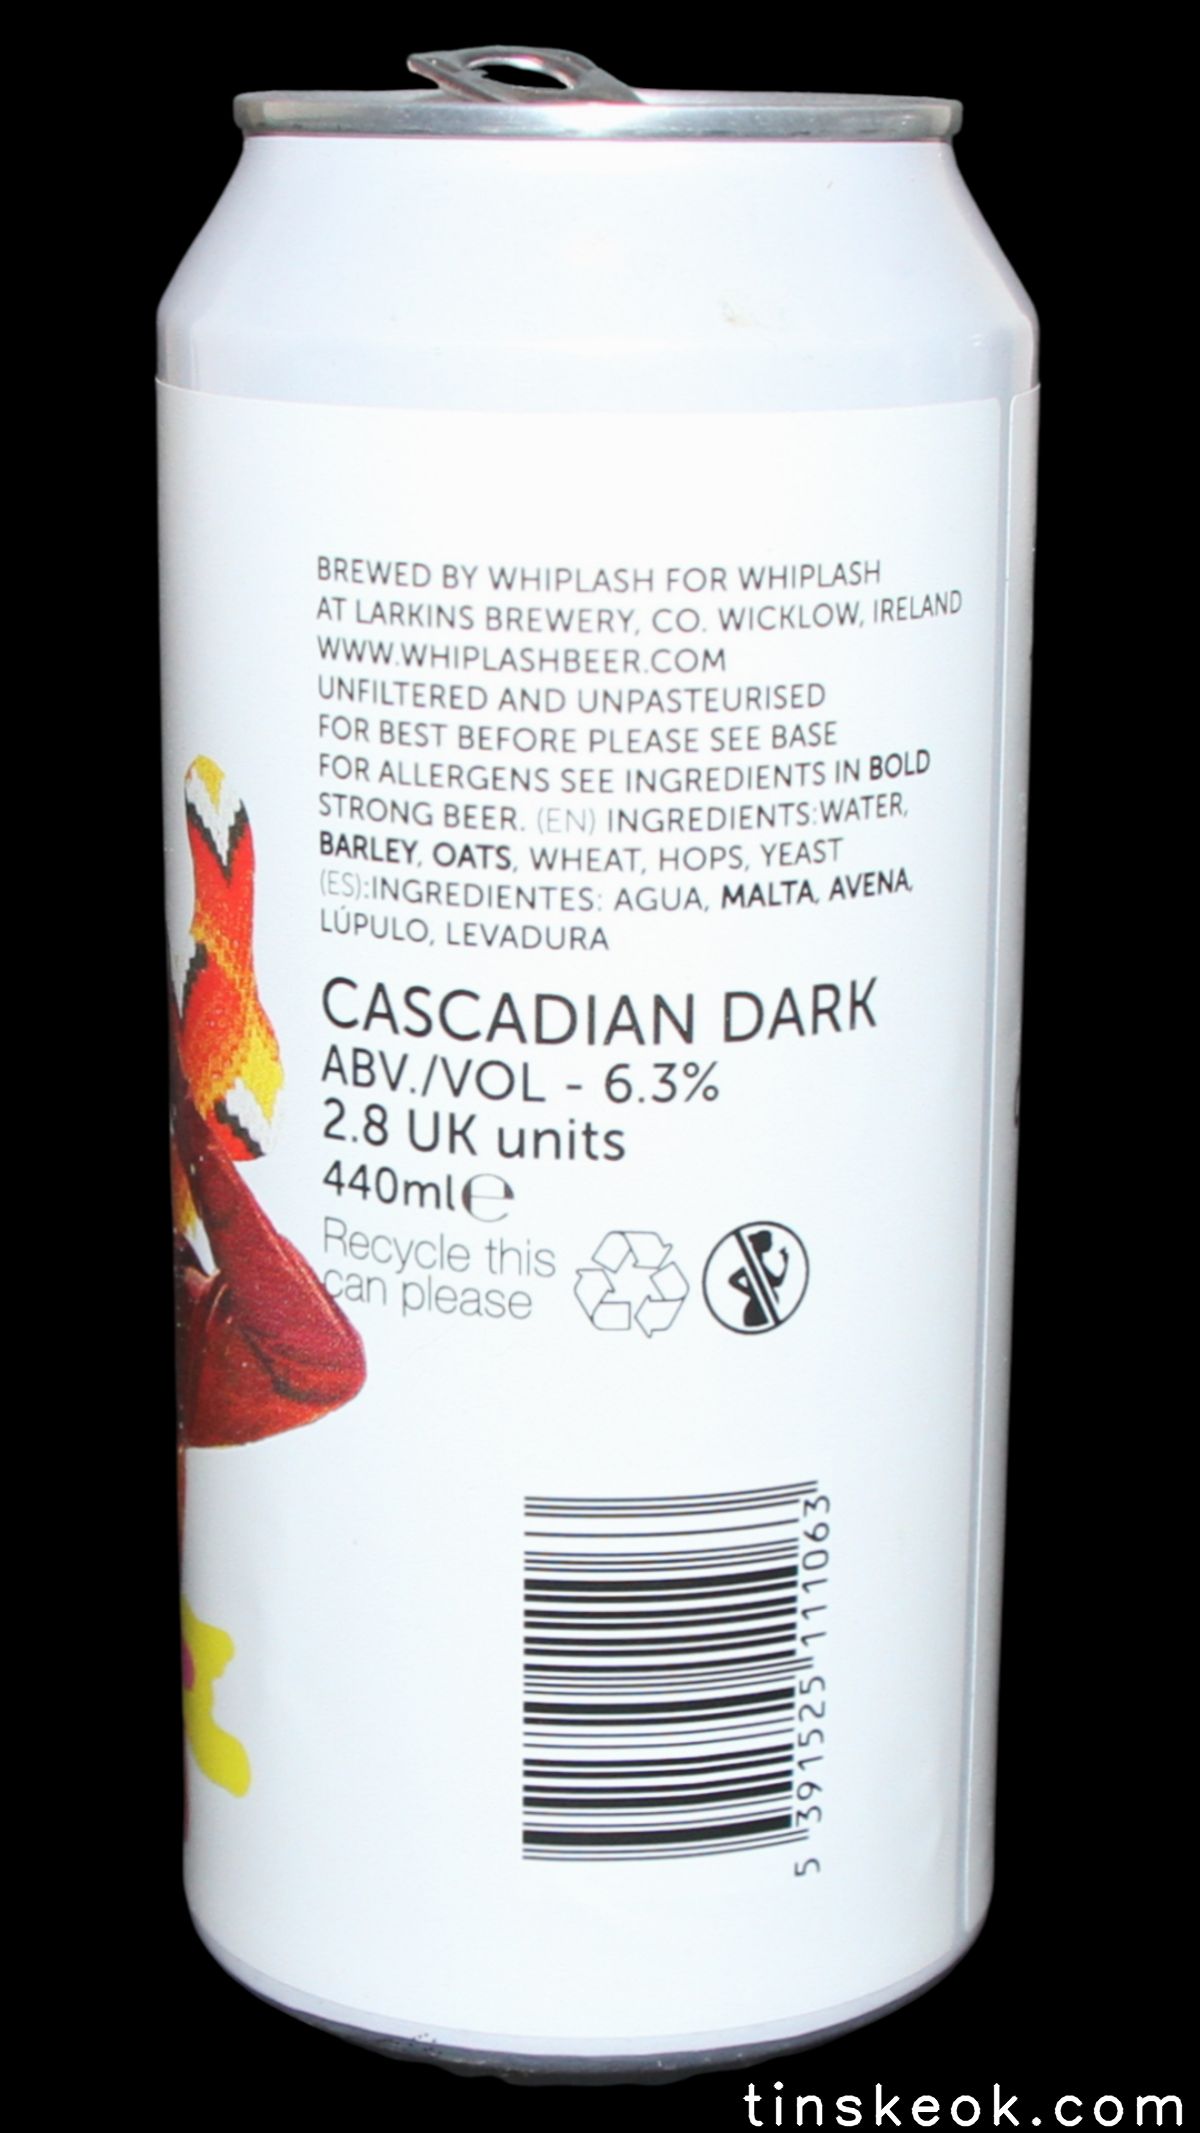 BREWED BY WHIPLASH FOR WHIPLASH
AT LARKINS BREWERY, CO. WICKLOW, IRELAND
WWW.WHIPLASHBEER.COM
UNFILTERED AND UNPASTEURISED
FOR BEST BEFORE PLEASE SEE BASE
FOR ALLERGENS SEE INGREDIENTS IN BOLD
STRONG BEER. (EN) INGREDIENTS:WATER,
BARLEY, OATS, WHEAT, HOPS, YEAST
(ES):INGREDIENTES: AGUA, MALTA, AVENA,
LÚPULO, LEVADURA
CASCADIAN DARK
ABV./VOL - 6.3%
2.8 UK units
440ml℮
Recycle this
can please
5 391525 111063
tinskeok.com